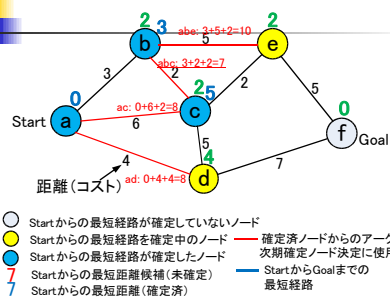 2
3
abe: 3+5+2=10
5
2
b
e
abc: 3+2+2=7
3
2
2
5
0
2
5
0
Start
a
ac: 0+6+2=8
6
c
f
Goal
5
4
4
7
ad: 0+4+4=8
d
距離(コスト)
Startからの最短経路が確定していないノード
Startからの最短経路を確定中のノード
確定済ノードからのアーク
Startからの最短経路が確定したノード
次期確定ノード決定に使用
7
Startからの最短距離候補(未確定)
StartからGoalまでの
7
Startからの最短距離(確定済)
最短経路